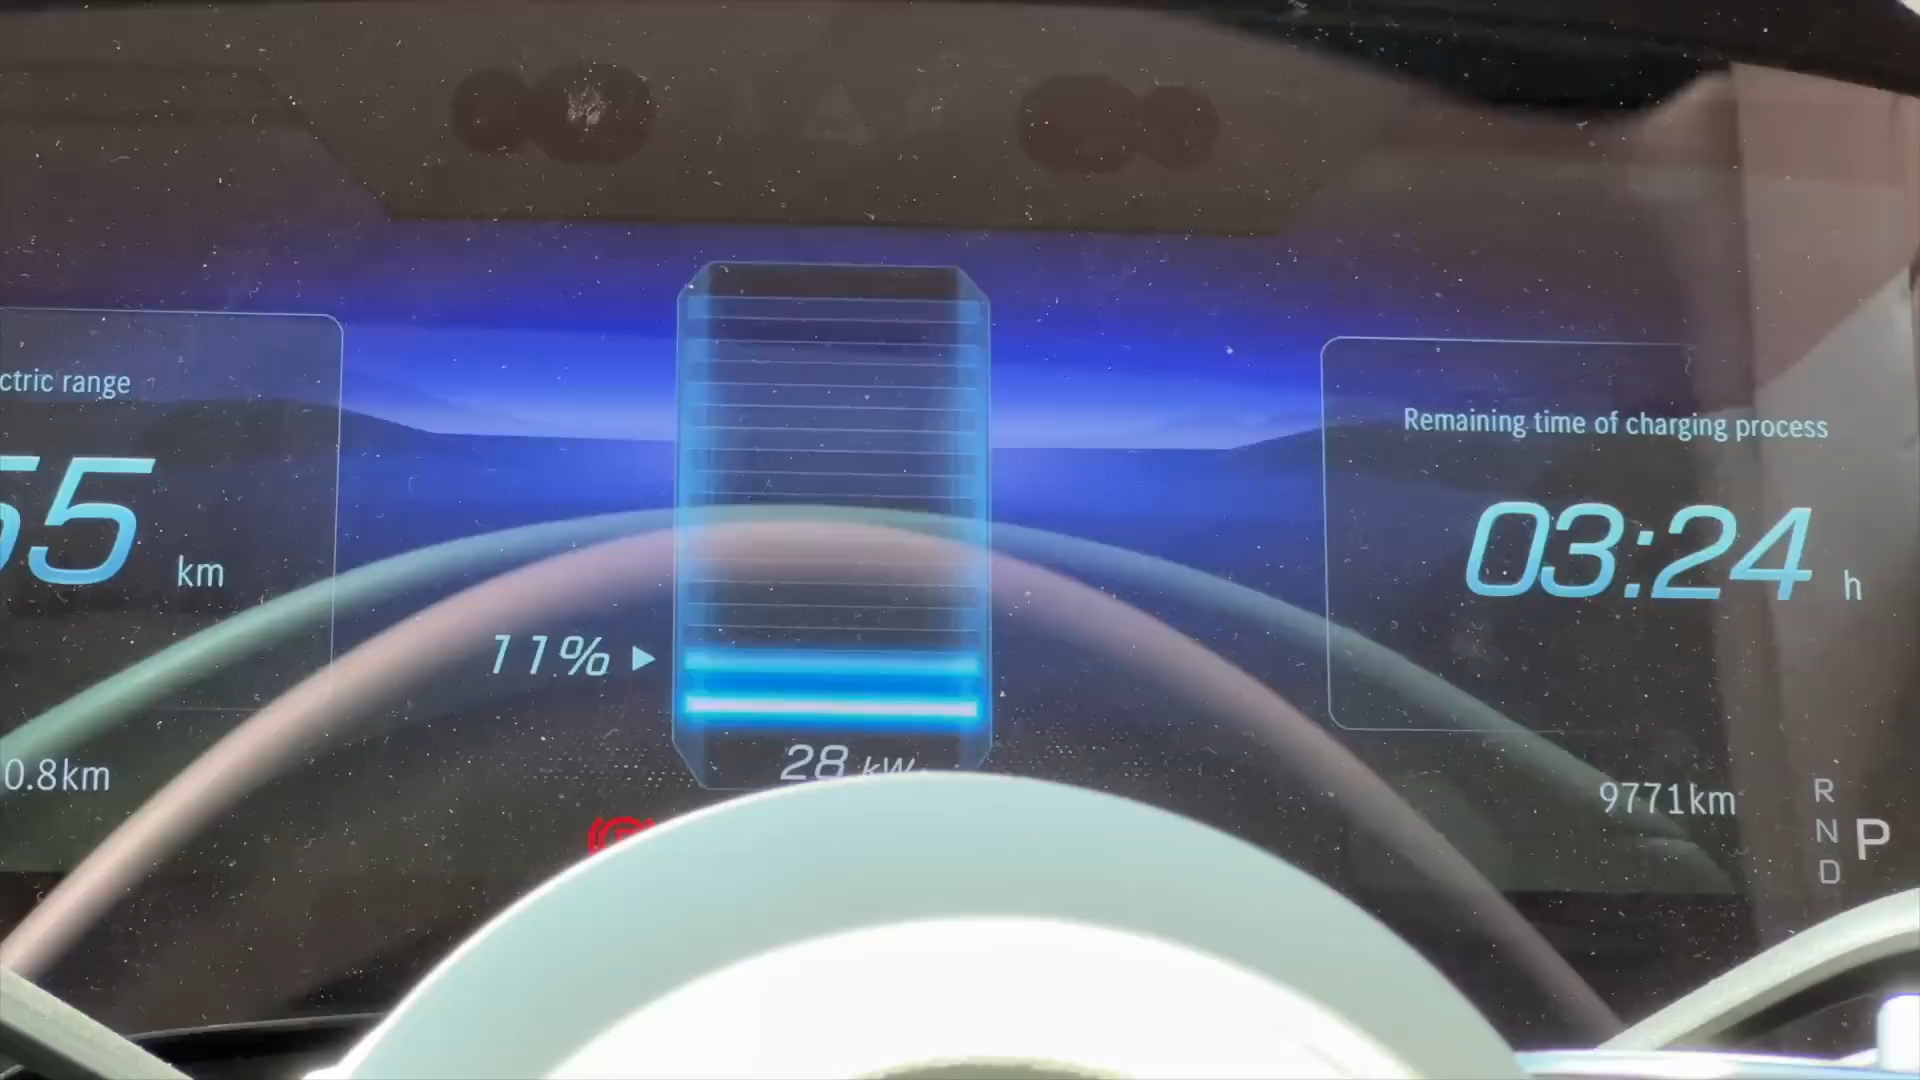 ctric range
55 km
0.8km
11%
28 kW
Remaining time of charging process
03:24 h
9771km
R
N
D
P